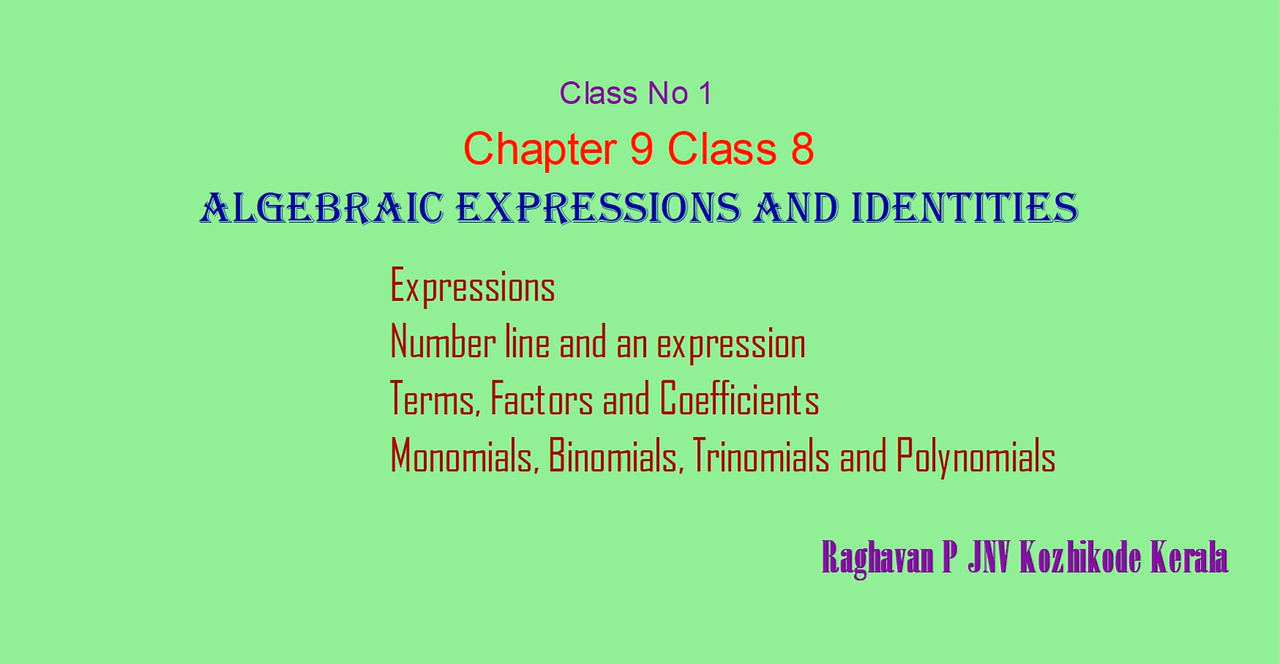 Class No 1
Chapter 9 Class 8
ALGEBRAIC EXPRESSIONS AND IDENTITIES
Expressions
Number line and an expression
Terms, Factors and Coefficients
Monomials, Binomials, Trinomials and Polynomials
Raghavan P JNV Kozhikode Kerala